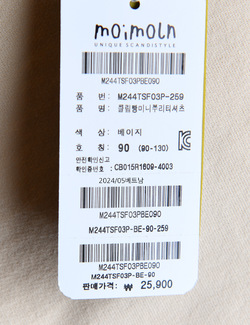 moimoln
UNIQUE SCANDISTYLE
M244TSF03PBE090
품 번: M244TSF03P-259
품 명: 클림뺑미니쭈리티셔츠
색 상: 베이지
호 칭: 90 (90-130)
안전확인신고
확인증번호: CB015R1609-4003
2024/05베트남
M244TSF03PBE090
M244TSF03P-BE-90-259
M244TSF03PBE090
M244TSF03P-BE-90
판매가격: ₩ 25,900